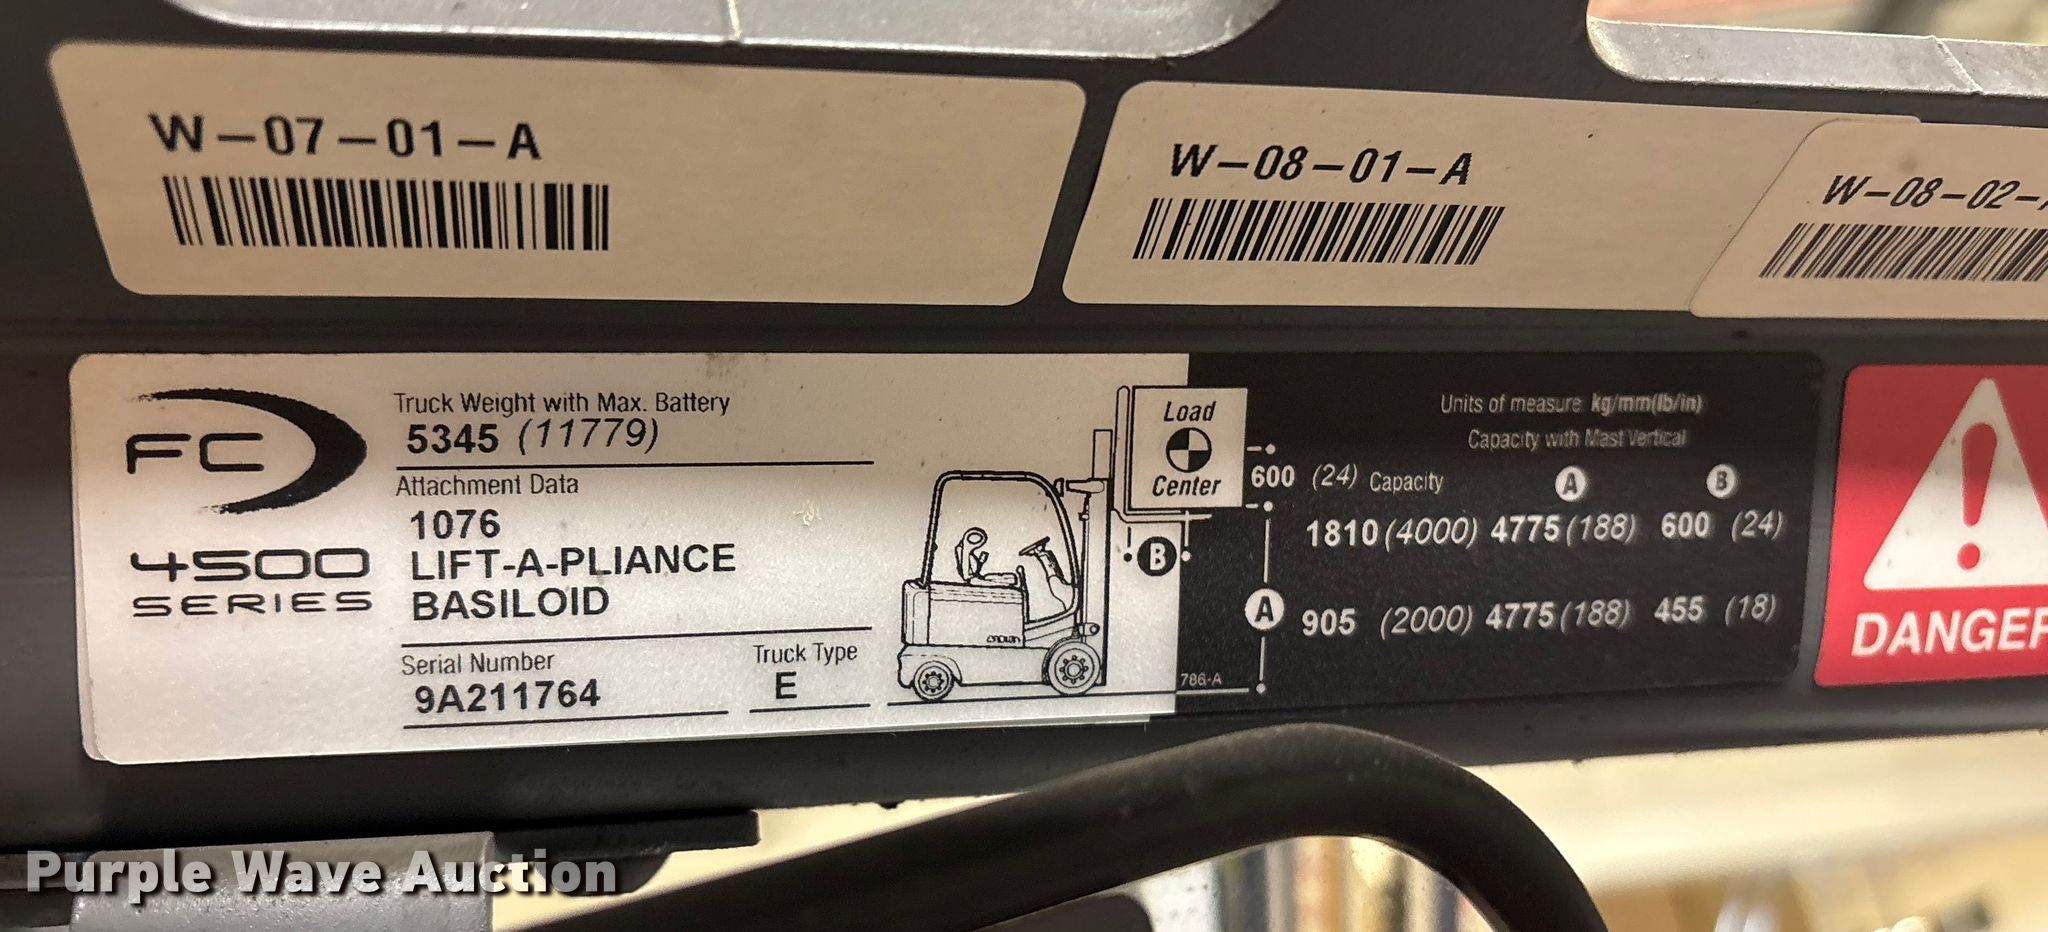 W-07-01-A
W-08-01-A
W-08-02-
FC
4500
SERIES
Truck Weight with Max. Battery
5345 (11779)
Attachment Data
1076
LIFT-A-PLIANCE
BASILOID
Serial Number
9A211764
Truck Type
E
CROWN
Load
Center
B
A
786-A
Units of measure kg/mm(lb/in)
Capacity with Mast Vertical
600 (24) Capacity A B
1810 (4000) 4775 (188) 600 (24)
905 (2000) 4775 (188) 455 (18)
DANGER
Purple Wave Auction